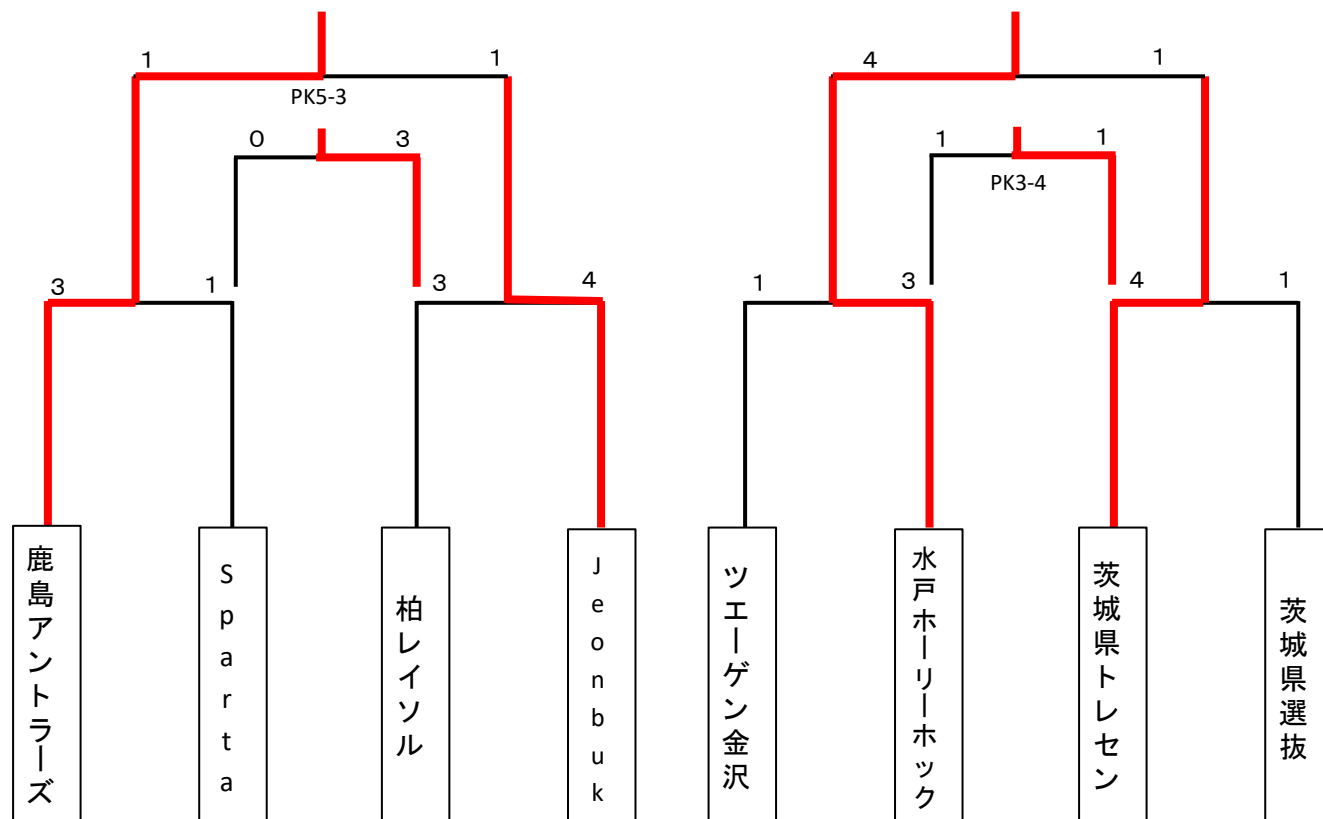 1 1 4 1
PK5-3
0 3 1 1
PK3-4
3 1 3 4 1 3 4 1
鹿島アントラーズ
Sparta
柏レイソル
Jeonbuk
ツエーゲン金沢
水戸ホーリーホック
茨城県トレセン
茨城県選抜